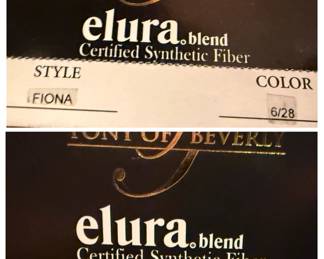 elura. blend
Certified Synthetic Fiber
STYLE COLOR
FIONA 6/28
TONY OF BEVERLY
elura. blend
Certified Synthetic Fiber